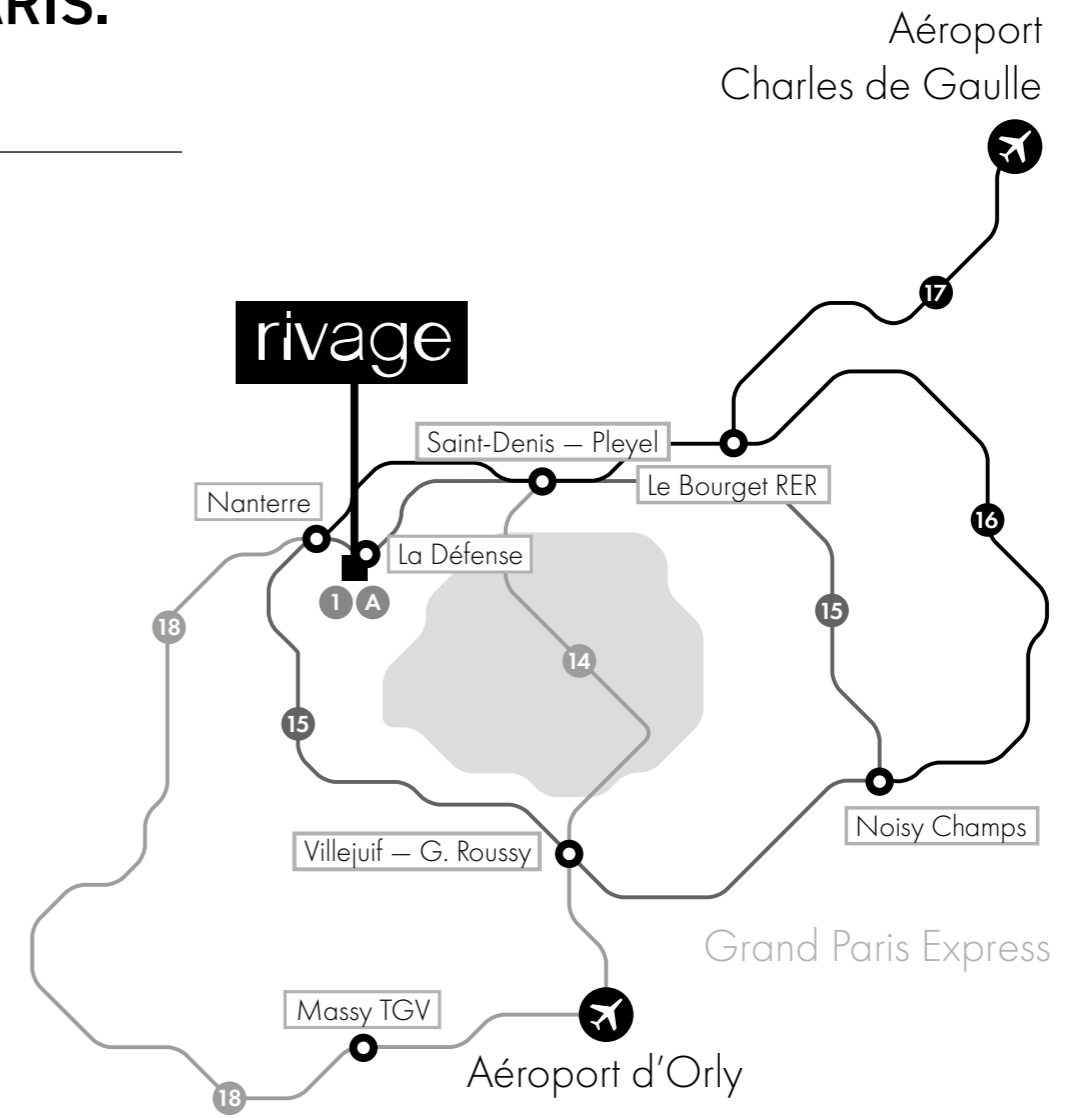 ARIS.
Aéroport
Charles de Gaulle
17
rivage
Saint-Denis – Pleyel
Le Bourget RER
Nanterre
16
La Défense
1 A
15
18
14
15
Villejuif – G. Roussy
Noisy Champs
Grand Paris Express
Massy TGV
Aéroport d'Orly
18